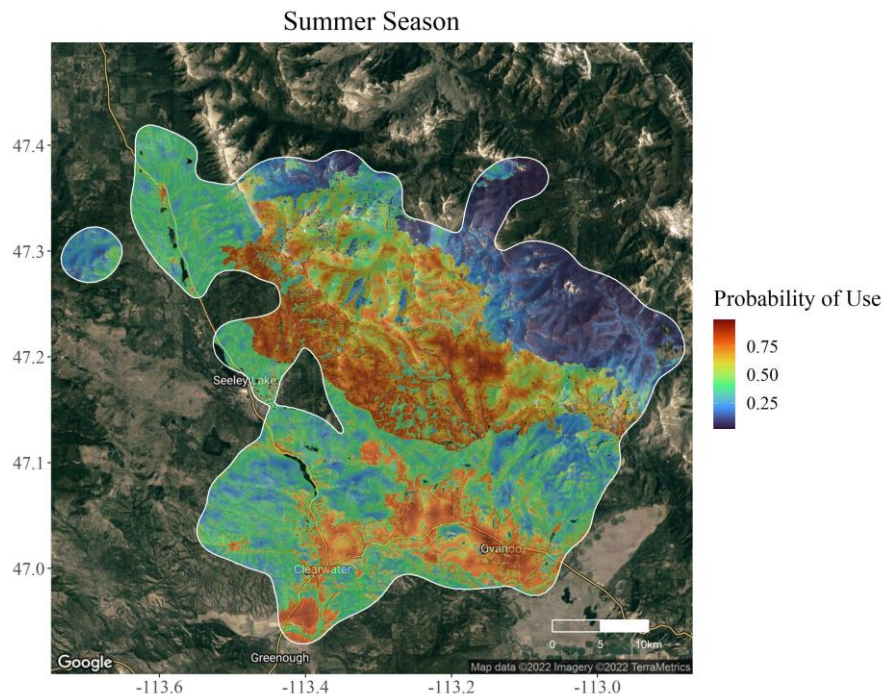 Summer Season
47.4
47.3
47.2
47.1
47.0
Seeley Lake
Clearwater
Ovando
Greenough
0 5 10km
Google
Map data ©2022 Imagery ©2022 TerraMetrics
-113.6 -113.4 -113.2 -113.0
Probability of Use
0.75
0.50
0.25